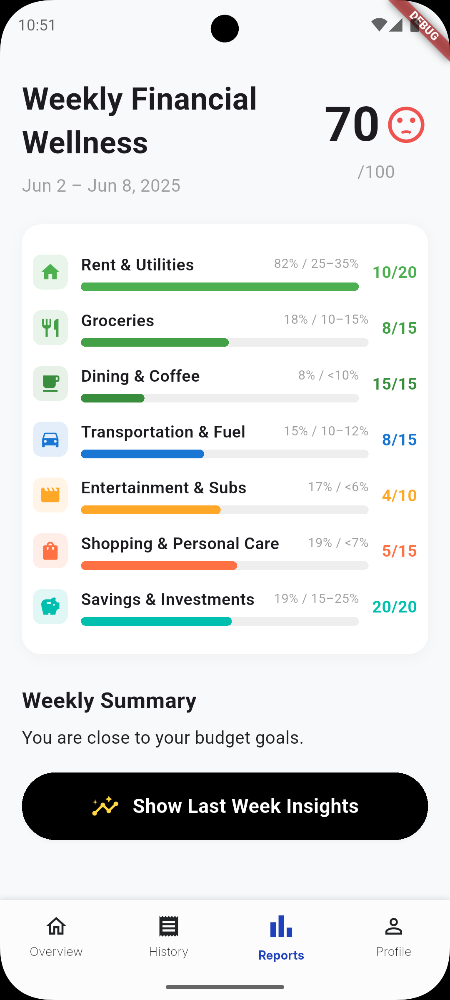 10:51
DEBUG
Weekly Financial
Wellness
Jun 2 – Jun 8, 2025
70
/100
Rent & Utilities 82% / 25–35% 10/20
Groceries 18% / 10–15% 8/15
Dining & Coffee 8% / <10% 15/15
Transportation & Fuel 15% / 10–12% 8/15
Entertainment & Subs 17% / <6% 4/10
Shopping & Personal Care 19% / <7% 5/15
Savings & Investments 19% / 15–25% 20/20
Weekly Summary
You are close to your budget goals.
Show Last Week Insights
Overview History Reports Profile